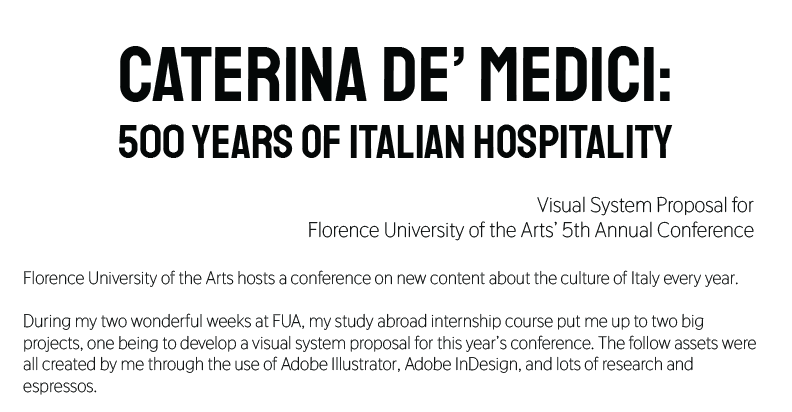 CATERINA DE’ MEDICI:
500 YEARS OF ITALIAN HOSPITALITY
Visual System Proposal for
Florence University of the Arts’ 5th Annual Conference
Florence University of the Arts hosts a conference on new content about the culture of Italy every year.
During my two wonderful weeks at FUA, my study abroad internship course put me up to two big
projects, one being to develop a visual system proposal for this year’s conference. The follow assets were
all created by me through the use of Adobe Illustrator, Adobe InDesign, and lots of research and
espressos.